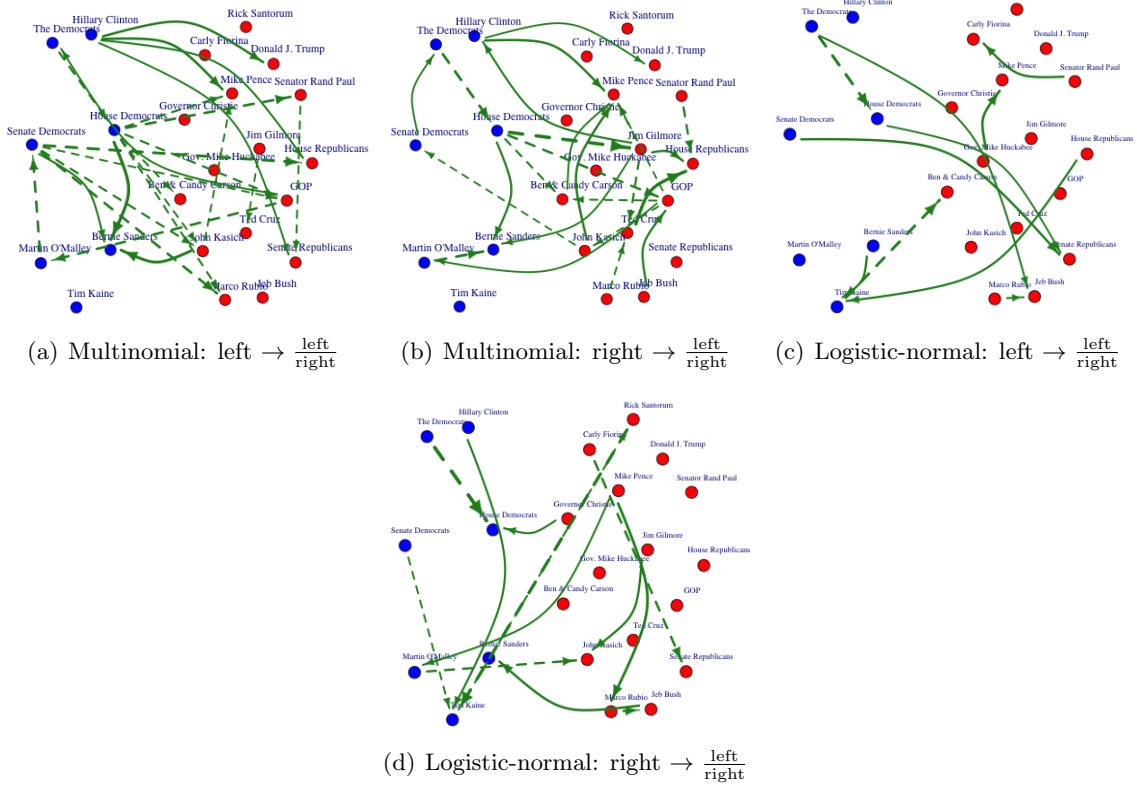 Hillary Clinton
The Democrats
Rick Santorum
Carly Fiorina
Donald J. Trump
Mike Pence
Senator Rand Paul
Governor Christie
House Democrats
Senate Democrats
Jim Gilmore
House Republicans
Gov. Mike Huckabee
Ben & Candy Carson
GOP
Ted Cruz
Martin O'Malley
Bernie Sanders
John Kasich
Senate Republicans
Marco Rubio
Jeb Bush
Tim Kaine
(a) Multinomial: left → left/right
Hillary Clinton
The Democrats
Rick Santorum
Carly Fiorina
Donald J. Trump
Mike Pence
Senator Rand Paul
Governor Christie
House Democrats
Senate Democrats
Jim Gilmore
House Republicans
Gov. Mike Huckabee
Ben & Candy Carson
GOP
Ted Cruz
Martin O'Malley
Bernie Sanders
John Kasich
Senate Republicans
Marco Rubio
Jeb Bush
Tim Kaine
(b) Multinomial: right → left/right
Hillary Clinton
The Democrats
Carly Fiorina
Donald J. Trump
Mike Pence
Senator Rand Paul
Governor Christie
House Democrats
Senate Democrats
Jim Gilmore
House Republicans
Gov. Mike Huckabee
Ben & Candy Carson
GOP
Ted Cruz
Bernie Sanders
John Kasich
Martin O'Malley
Senate Republicans
Marco Rubio
Jeb Bush
Tim Kaine
(c) Logistic-normal: left → left/right
Rick Santorum
Hillary Clinton
The Democrats
Carly Fiorina
Donald J. Trump
Mike Pence
Senator Rand Paul
Governor Christie
House Democrats
Senate Democrats
Jim Gilmore
House Republicans
Gov. Mike Huckabee
Ben & Candy Carson
GOP
Ted Cruz
Bernie Sanders
John Kasich
Martin O'Malley
Senate Republicans
Marco Rubio
Jeb Bush
Tim Kaine
(d) Logistic-normal: right → left/right